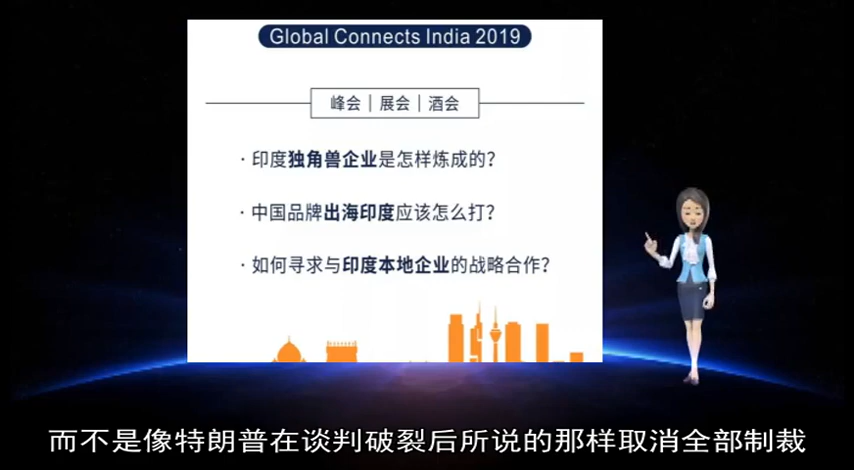 Global Connects India 2019
峰会｜展会｜酒会
· 印度独角兽企业是怎样炼成的？
· 中国品牌出海印度应该怎么打？
· 如何寻求与印度本地企业的战略合作？
而不是像特朗普在谈判破裂后所说的那样取消全部制裁